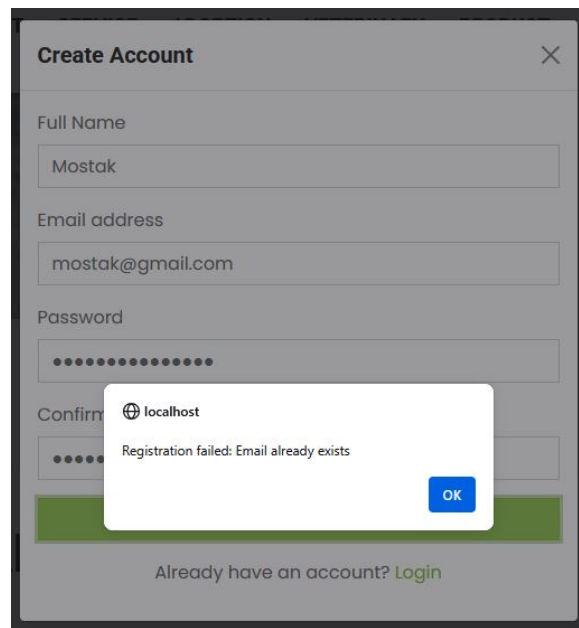 Create Account
Full Name
Mostak
Email address
mostak@gmail.com
Password
Confirm
localhost
Registration failed: Email already exists
OK
Already have an account? Login